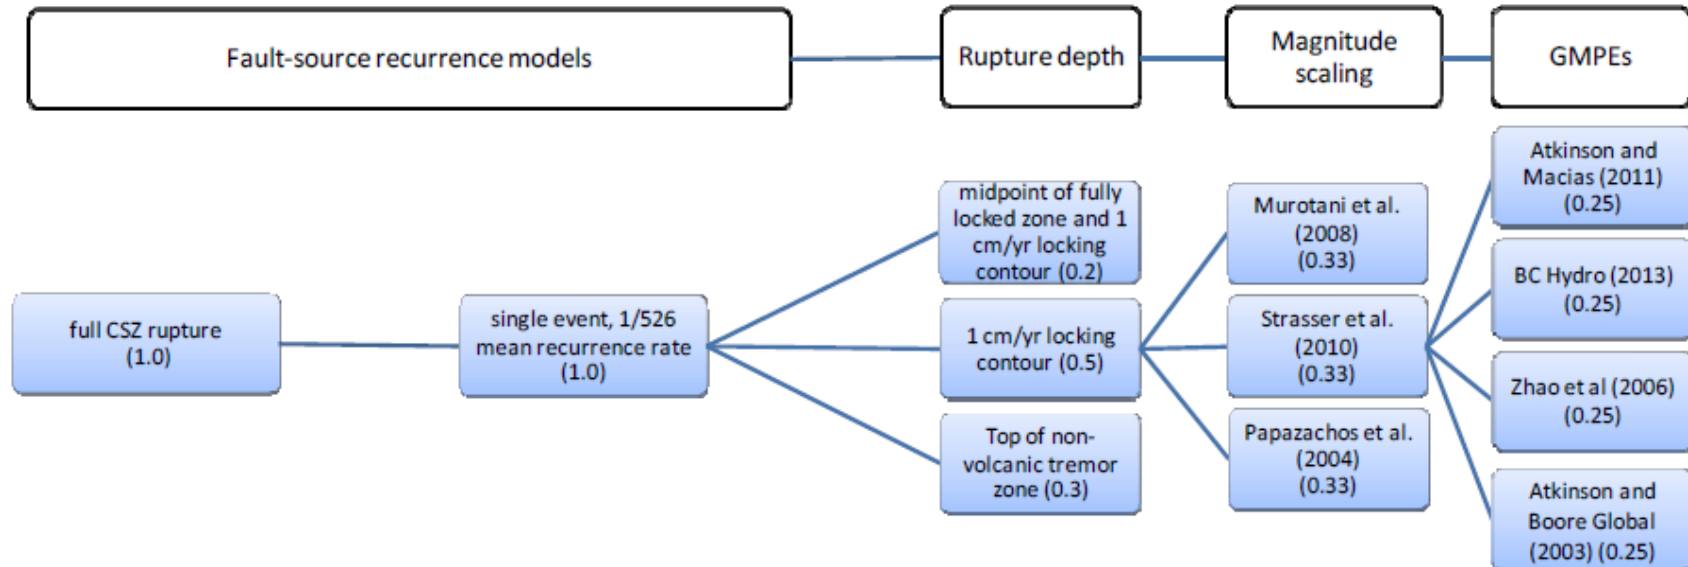 Fault-source recurrence models
Rupture depth
Magnitude
scaling
GMPEs
full CSZ rupture
(1.0)
single event, 1/526
mean recurrence rate
(1.0)
midpoint of fully
locked zone and 1
cm/yr locking
contour (0.2)
1 cm/yr locking
contour (0.5)
Top of non-
volcanic tremor
zone (0.3)
Murotani et al.
(2008)
(0.33)
Strasser et al.
(2010)
(0.33)
Papazachos et al.
(2004)
(0.33)
Atkinson and
Macias (2011)
(0.25)
BC Hydro (2013)
(0.25)
Zhao et al (2006)
(0.25)
Atkinson and
Boore Global
(2003) (0.25)